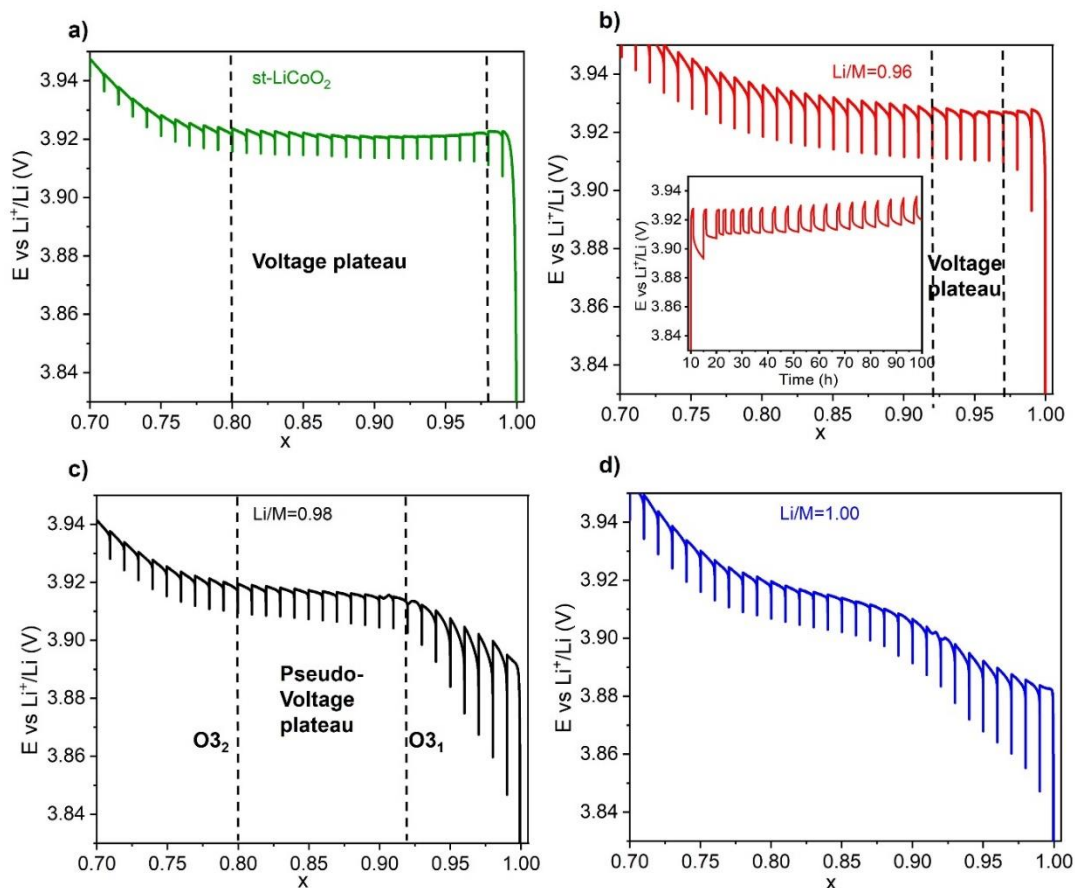 a)
st-LiCoO₂
3.94
3.92
3.90
3.88
3.86
3.84
E vs Li⁺/Li (V)
Voltage plateau
0.70 0.75 0.80 0.85 0.90 0.95 1.00
x
b)
Li/M=0.96
3.94
3.92
3.90
3.88
3.86
3.84
E vs Li⁺/Li (V)
3.94
3.92
3.90
3.88
3.86
3.84
E vs Li⁺/Li (V)
10 20 30 40 50 60 70 80 90 100
Time (h)
Voltage
plateau
0.70 0.75 0.80 0.85 0.90 0.95 1.00
x
c)
Li/M=0.98
3.94
3.92
3.90
3.88
3.86
3.84
E vs Li⁺/Li (V)
Pseudo-
Voltage
plateau
O3₂
O3₁
0.70 0.75 0.80 0.85 0.90 0.95 1.00
x
d)
Li/M=1.00
3.94
3.92
3.90
3.88
3.86
3.84
E vs Li⁺/Li (V)
0.70 0.75 0.80 0.85 0.90 0.95 1.00
x